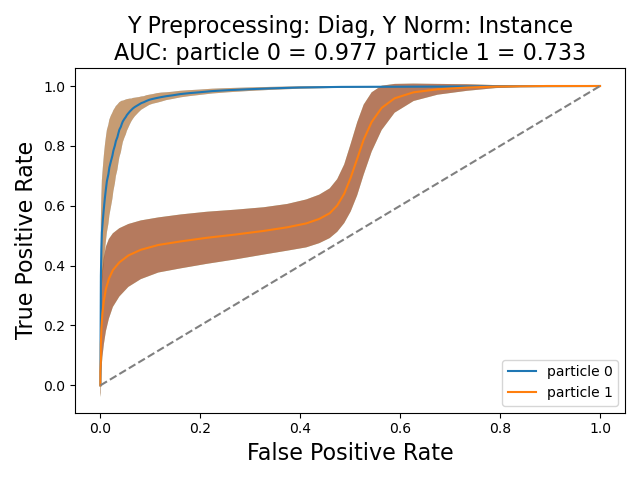 Y Preprocessing: Diag, Y Norm: Instance
AUC: particle 0 = 0.977 particle 1 = 0.733
True Positive Rate
1.0
0.8
0.6
0.4
0.2
0.0
0.0 0.2 0.4 0.6 0.8 1.0
False Positive Rate
particle 0
particle 1